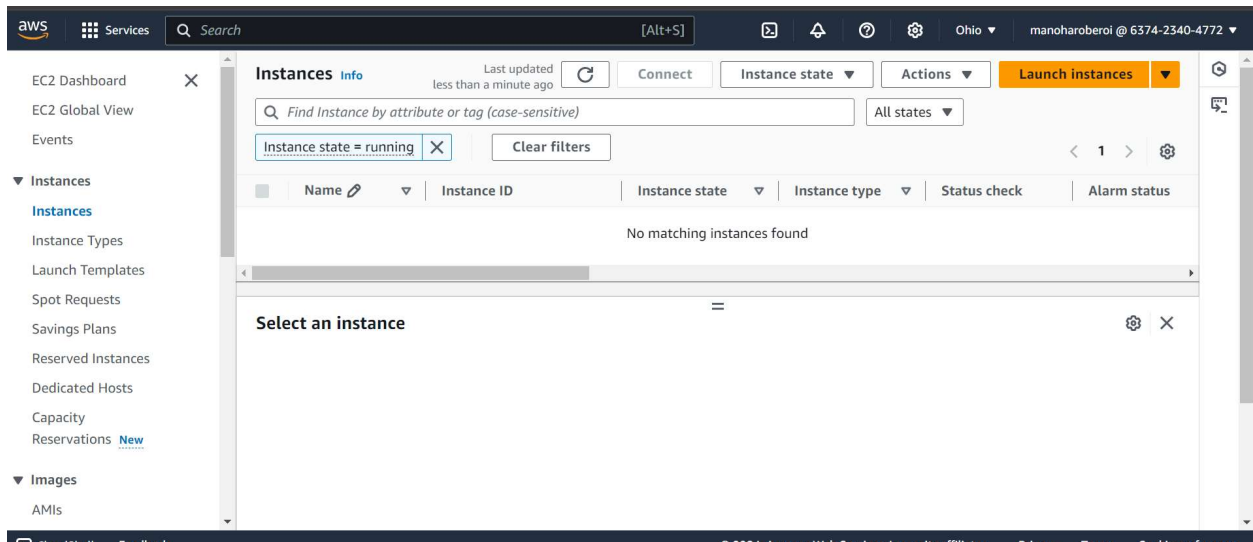 aws
Services
Search
[Alt+S]
Ohio
manoharoberoi @ 6374-2340-4772
EC2 Dashboard
EC2 Global View
Events
Instances
Instances
Instance Types
Launch Templates
Spot Requests
Savings Plans
Reserved Instances
Dedicated Hosts
Capacity
Reservations New
Images
AMIs
Instances Info
Last updated
less than a minute ago
Connect
Instance state
Actions
Launch instances
Find Instance by attribute or tag (case-sensitive)
All states
Instance state = running
Clear filters
1
Name
Instance ID
Instance state
Instance type
Status check
Alarm status
No matching instances found
Select an instance